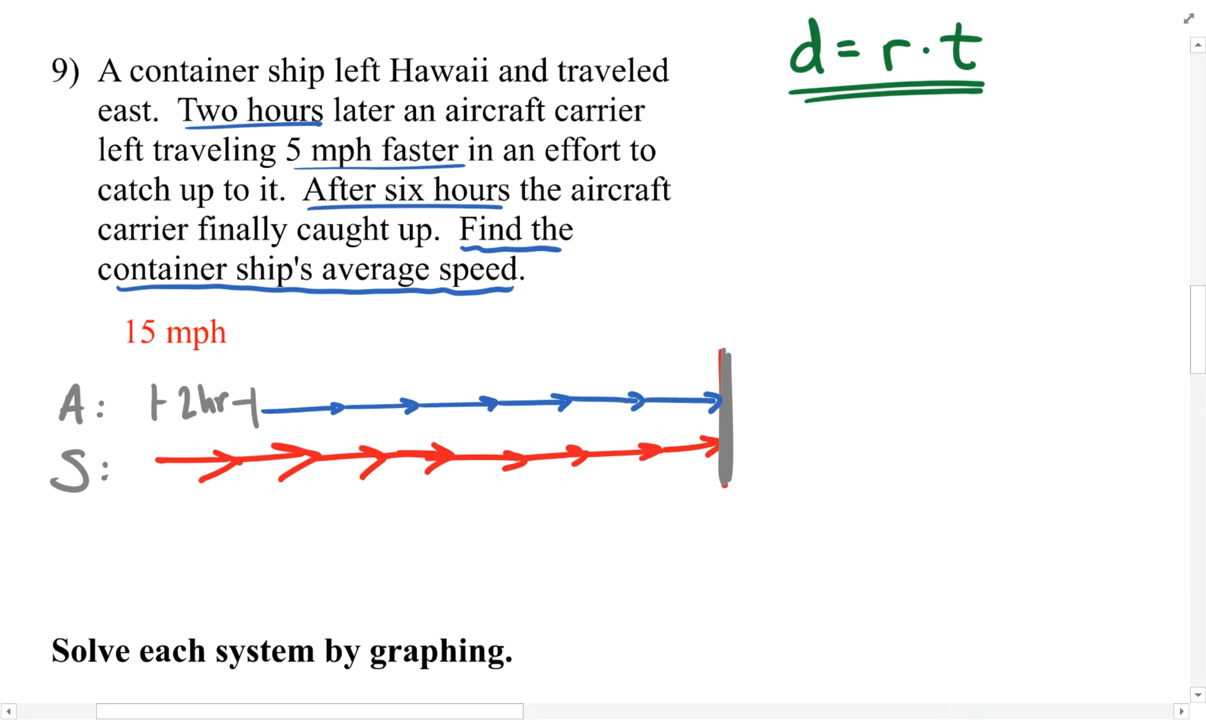 d = r · t
9) A container ship left Hawaii and traveled
east. Two hours later an aircraft carrier
left traveling 5 mph faster in an effort to
catch up to it. After six hours the aircraft
carrier finally caught up. Find the
container ship's average speed.
15 mph
A: 2hr
S:
Solve each system by graphing.